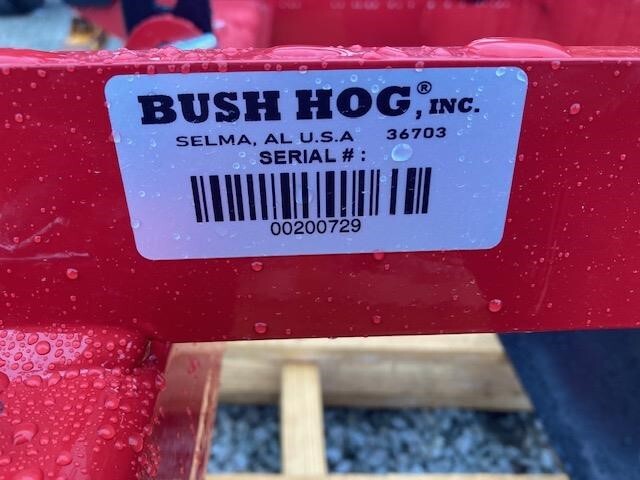 BUSH HOG®, INC.
SELMA, AL U.S.A 36703
SERIAL # :
00200729